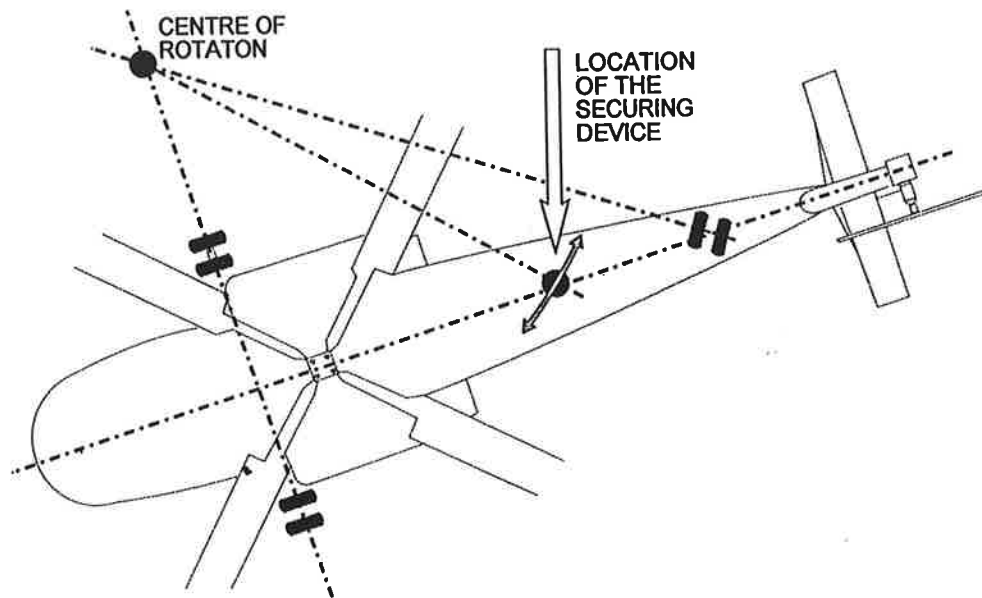 CENTRE OF
ROTATON
LOCATION
OF THE
SECURING
DEVICE